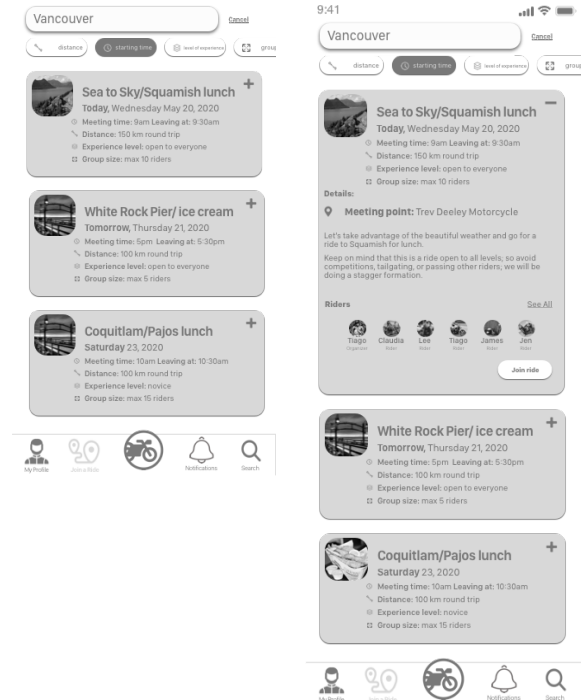 Vancouver
Cancel
distance
starting time
level of experience
group
Sea to Sky/Squamish lunch
Today, Wednesday May 20, 2020
Meeting time: 9am Leaving at: 9:30am
Distance: 150 km round trip
Experience level: open to everyone
Group size: max 10 riders
White Rock Pier/ ice cream
Tomorrow, Thursday 21, 2020
Meeting time: 5pm Leaving at: 5:30pm
Distance: 100 km round trip
Experience level: open to everyone
Group size: max 5 riders
Coquitlam/Pajos lunch
Saturday 23, 2020
Meeting time: 10am Leaving at: 10:30am
Distance: 100 km round trip
Experience level: novice
Group size: max 15 riders
My Profile
Join a Ride
Notifications
Search
9:41
Vancouver
Cancel
distance
starting time
level of experience
group
Sea to Sky/Squamish lunch
Today, Wednesday May 20, 2020
Meeting time: 9am Leaving at: 9:30am
Distance: 150 km round trip
Experience level: open to everyone
Group size: max 10 riders
Details:
Meeting point: Trev Deeley Motorcycle
Let's take advantage of the beautiful weather and go for a
ride to Squamish for lunch.
Keep on mind that this is a ride open to all levels, so avoid
competitions, tailgating, or passing other riders; we will be
doing a stagger formation.
Riders
See All
Tiago Claudia Lee Tiago James Jen
Organizer Rider Rider Rider Rider Rider
Join ride
White Rock Pier/ ice cream
Tomorrow, Thursday 21, 2020
Meeting time: 5pm Leaving at: 5:30pm
Distance: 100 km round trip
Experience level: open to everyone
Group size: max 5 riders
Coquitlam/Pajos lunch
Saturday 23, 2020
Meeting time: 10am Leaving at: 10:30am
Distance: 100 km round trip
Experience level: novice
Group size: max 15 riders
My Profile
Join a Ride
Notifications
Search